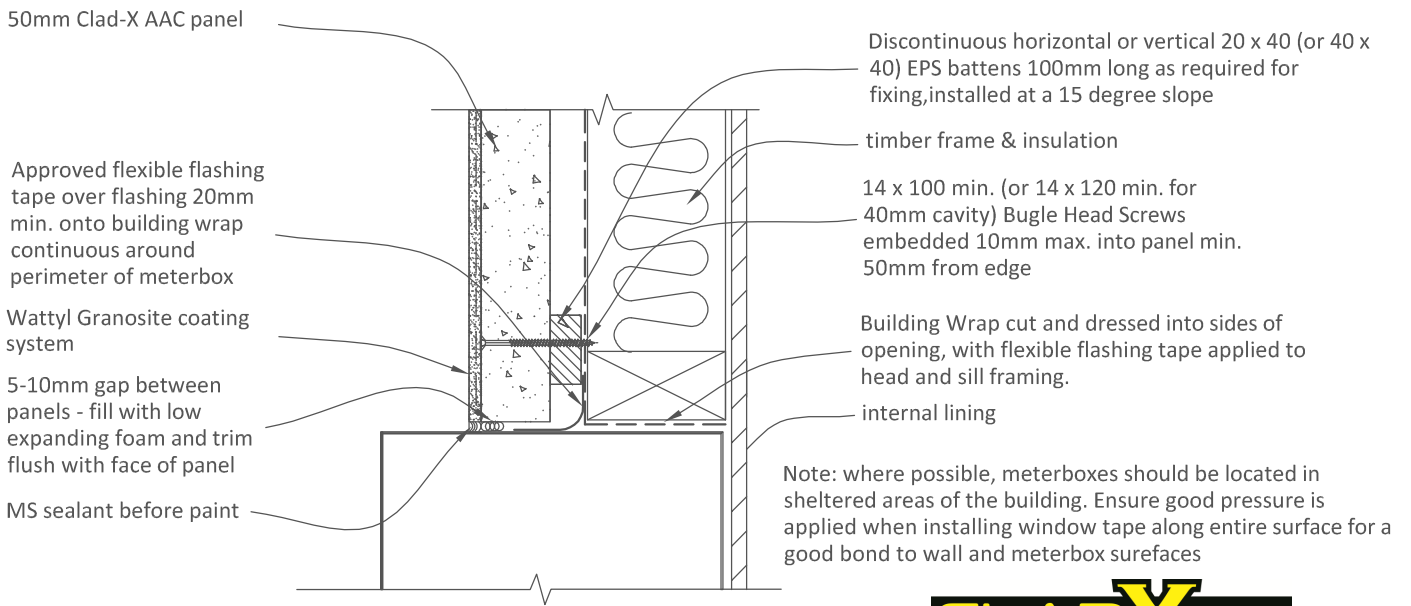 50mm Clad-X AAC panel
Approved flexible flashing
tape over flashing 20mm
min. onto building wrap
continuous around
perimeter of meterbox
Wattyl Granosite coating
system
5-10mm gap between
panels - fill with low
expanding foam and trim
flush with face of panel
MS sealant before paint
Discontinuous horizontal or vertical 20 x 40 (or 40 x
40) EPS battens 100mm long as required for
fixing,installed at a 15 degree slope
timber frame & insulation
14 x 100 min. (or 14 x 120 min. for
40mm cavity) Bugle Head Screws
embedded 10mm max. into panel min.
50mm from edge
Building Wrap cut and dressed into sides of
opening, with flexible flashing tape applied to
head and sill framing.
internal lining
Note: where possible, meterboxes should be located in
sheltered areas of the building. Ensure good pressure is
applied when installing window tape along entire surface for a
good bond to wall and meterbox surefaces